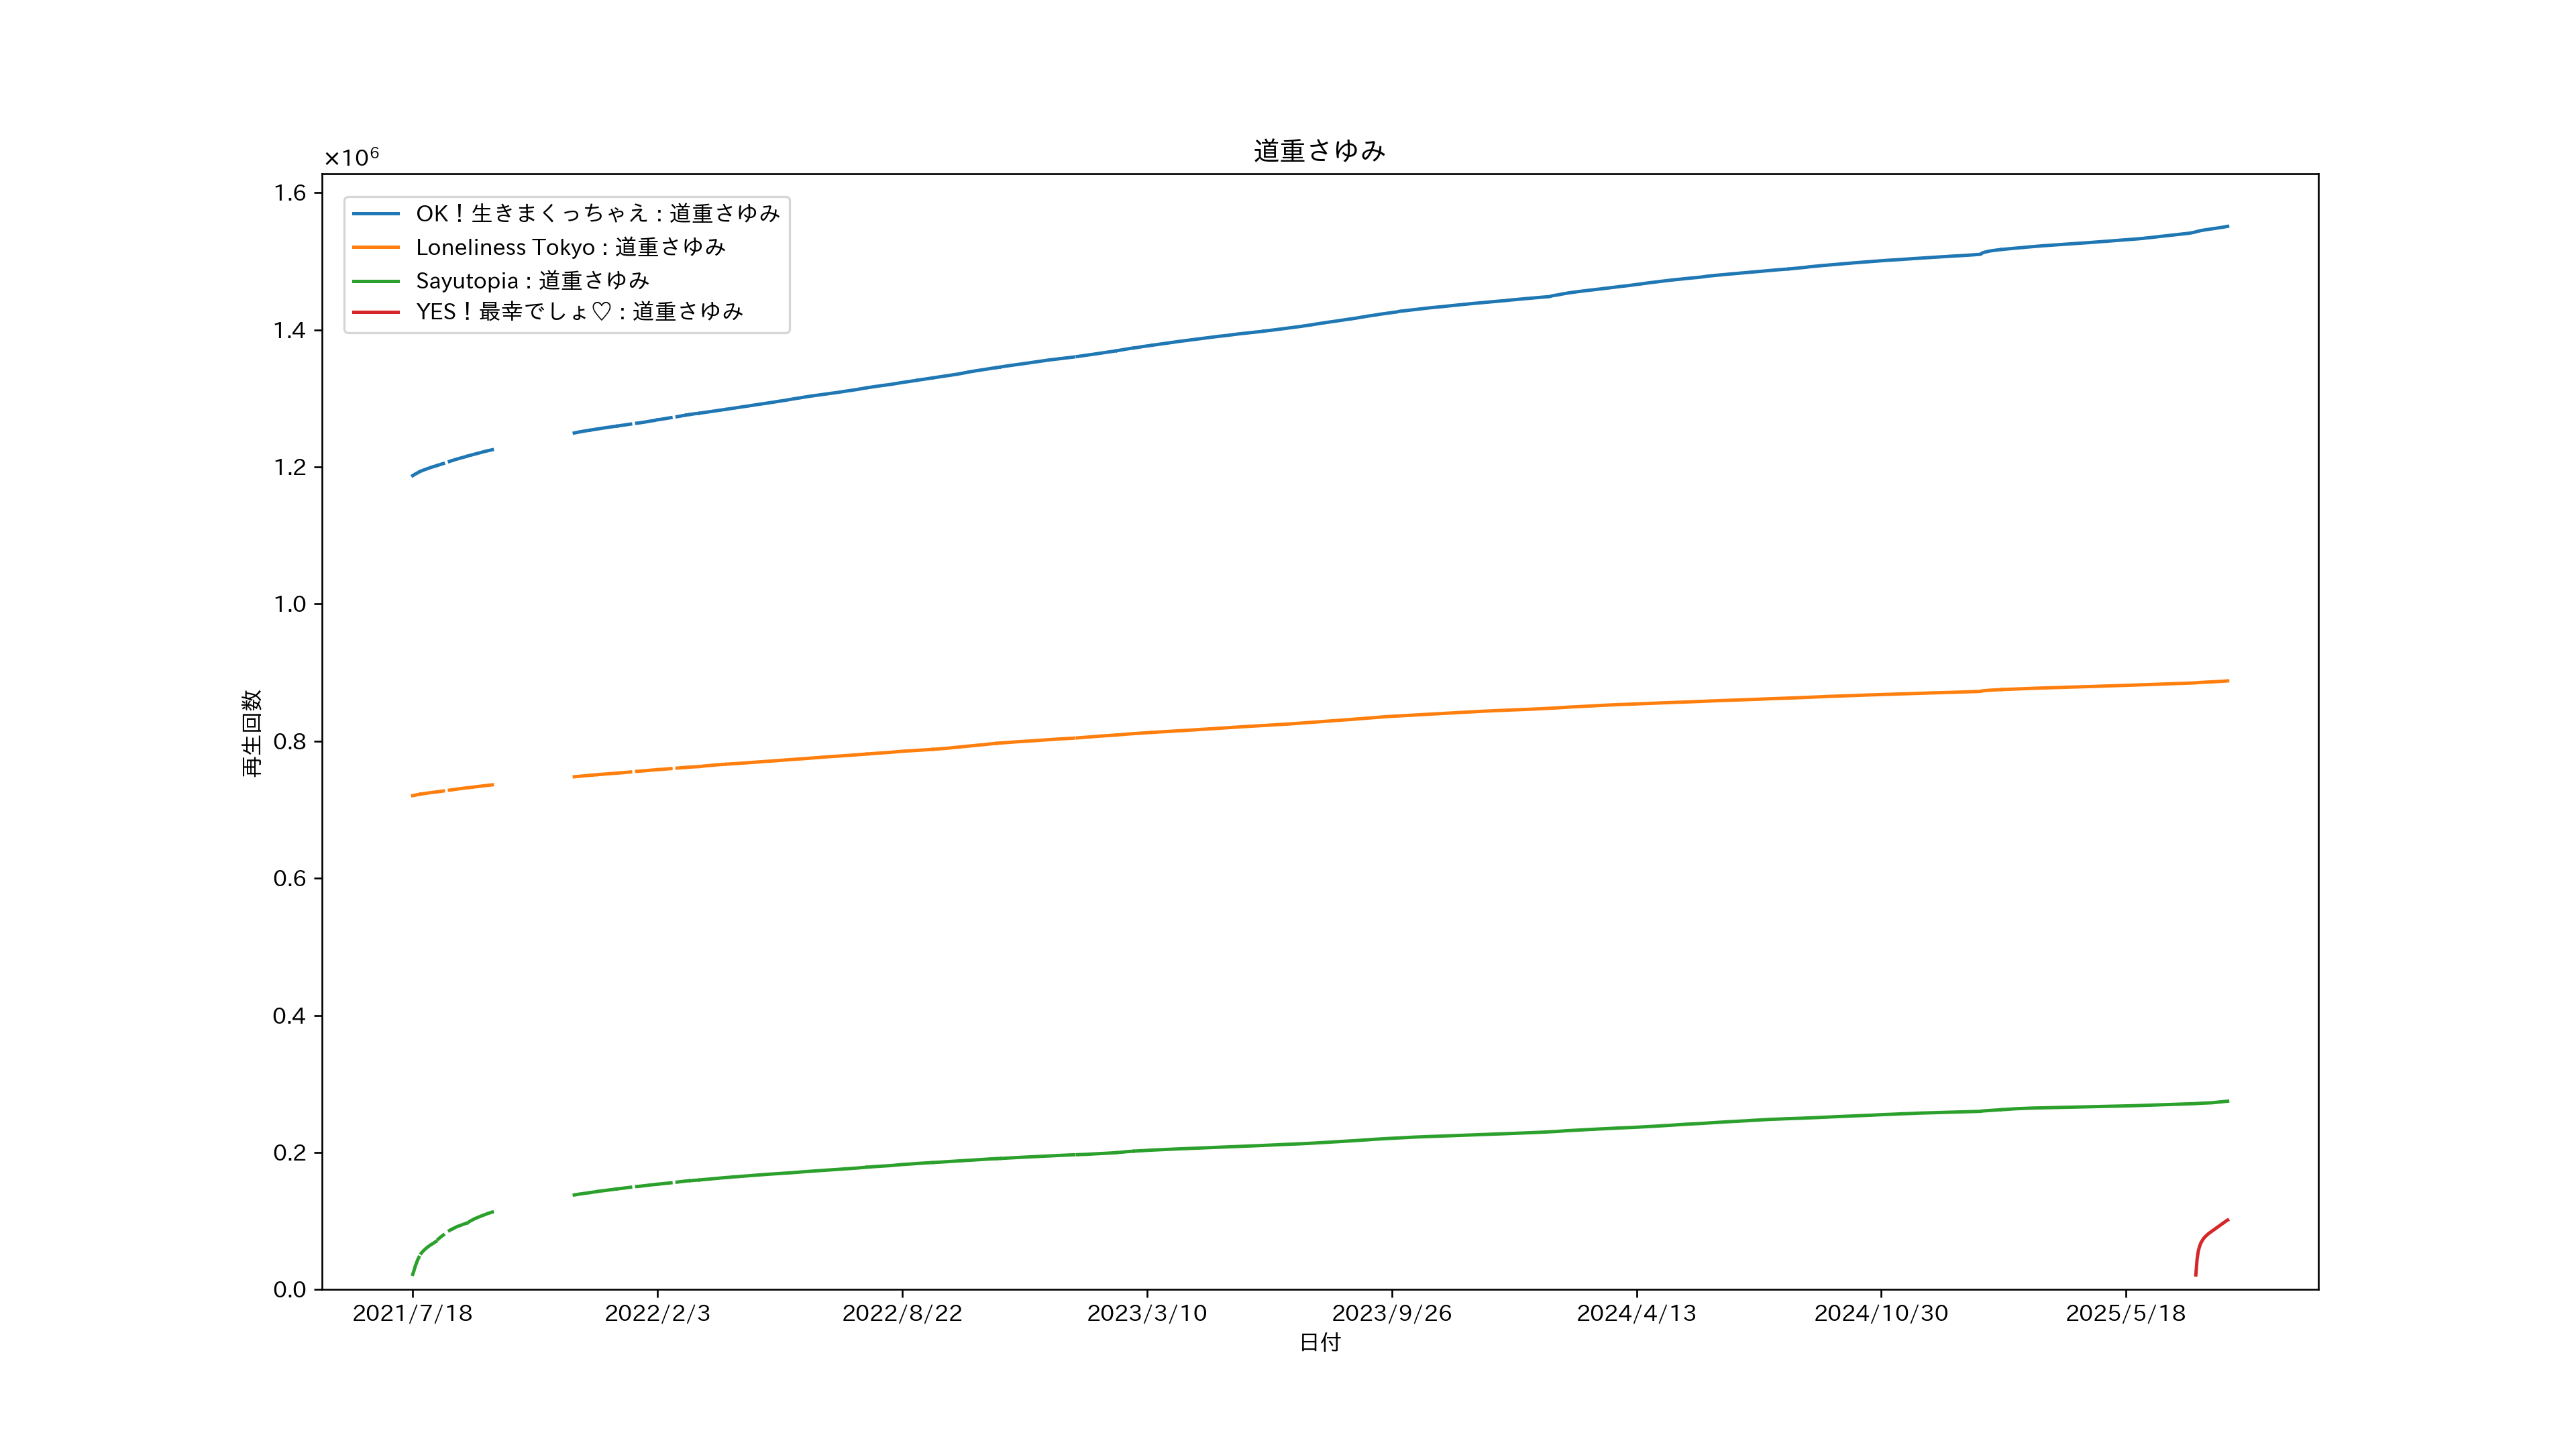 道重さゆみ
×10⁶
1.6
1.4
1.2
1.0
0.8
0.6
0.4
0.2
0.0
再生回数
OK！生きまくっちゃえ : 道重さゆみ
Loneliness Tokyo : 道重さゆみ
Sayutopia : 道重さゆみ
YES！最幸でしょ♡ : 道重さゆみ
2021/7/18
2022/2/3
2022/8/22
2023/3/10
2023/9/26
2024/4/13
2024/10/30
2025/5/18
日付